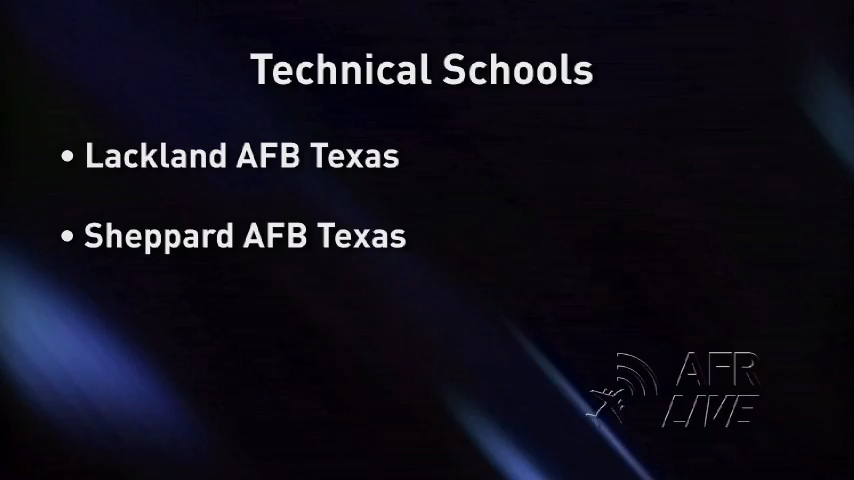 Technical Schools
• Lackland AFB Texas
• Sheppard AFB Texas
AFR
LIVE